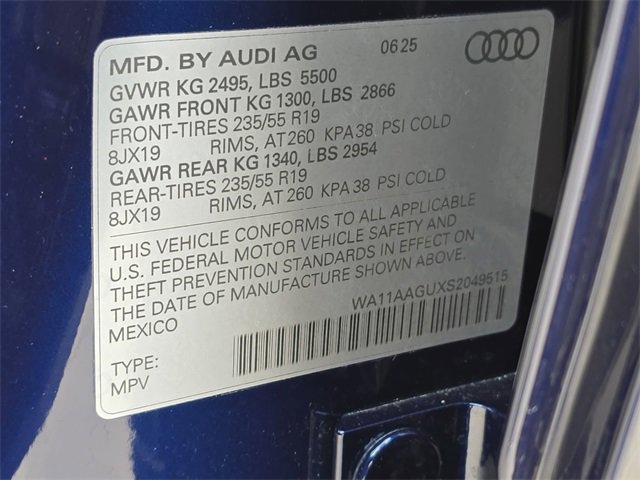 MFD. BY AUDI AG 06 25
GVWR KG 2495, LBS 5500
GAWR FRONT KG 1300, LBS 2866
FRONT-TIRES 235/55 R19
8JX19 RIMS, AT 260 KPA 38 PSI COLD
GAWR REAR KG 1340, LBS 2954
REAR-TIRES 235/55 R19
8JX19 RIMS, AT 260 KPA 38 PSI COLD
THIS VEHICLE CONFORMS TO ALL APPLICABLE
U.S. FEDERAL MOTOR VEHICLE SAFETY AND
THEFT PREVENTION STANDARDS IN EFFECT ON
THE DATE OF MANUFACTURE SHOWN ABOVE.
MEXICO WA11AAGUXS2049515
TYPE:
MPV